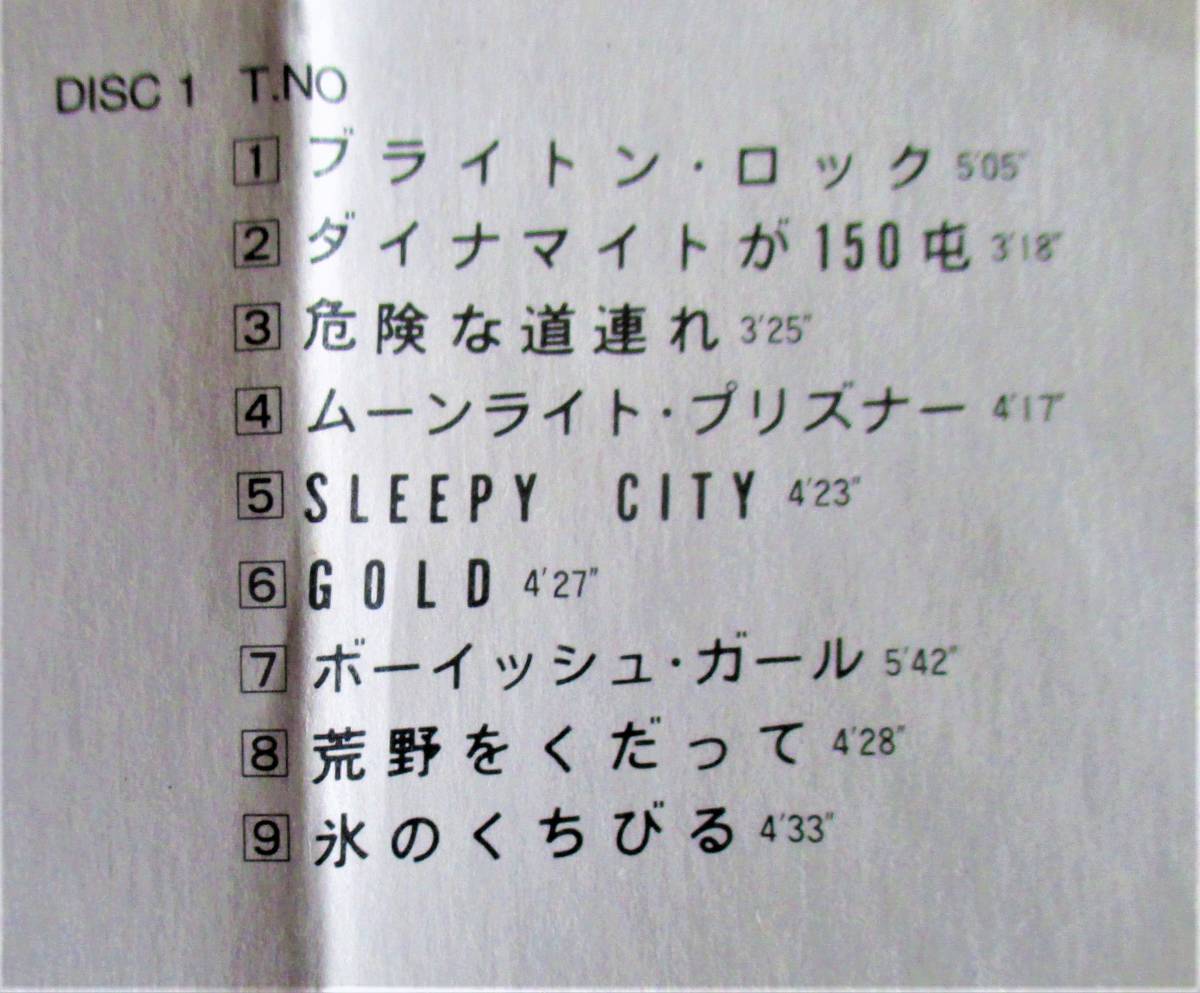 DISC 1 T.NO
1 ブライトン・ロック 5'05"
2 ダイナマイトが150屯 3'18"
3 危険な道連れ 3'25"
4 ムーンライト・プリズナー 4'17"
5 SLEEPY CITY 4'23"
6 GOLD 4'27"
7 ボーイッシュ・ガール 5'42"
8 荒野をくだって 4'28"
9 氷のくちびる 4'33"